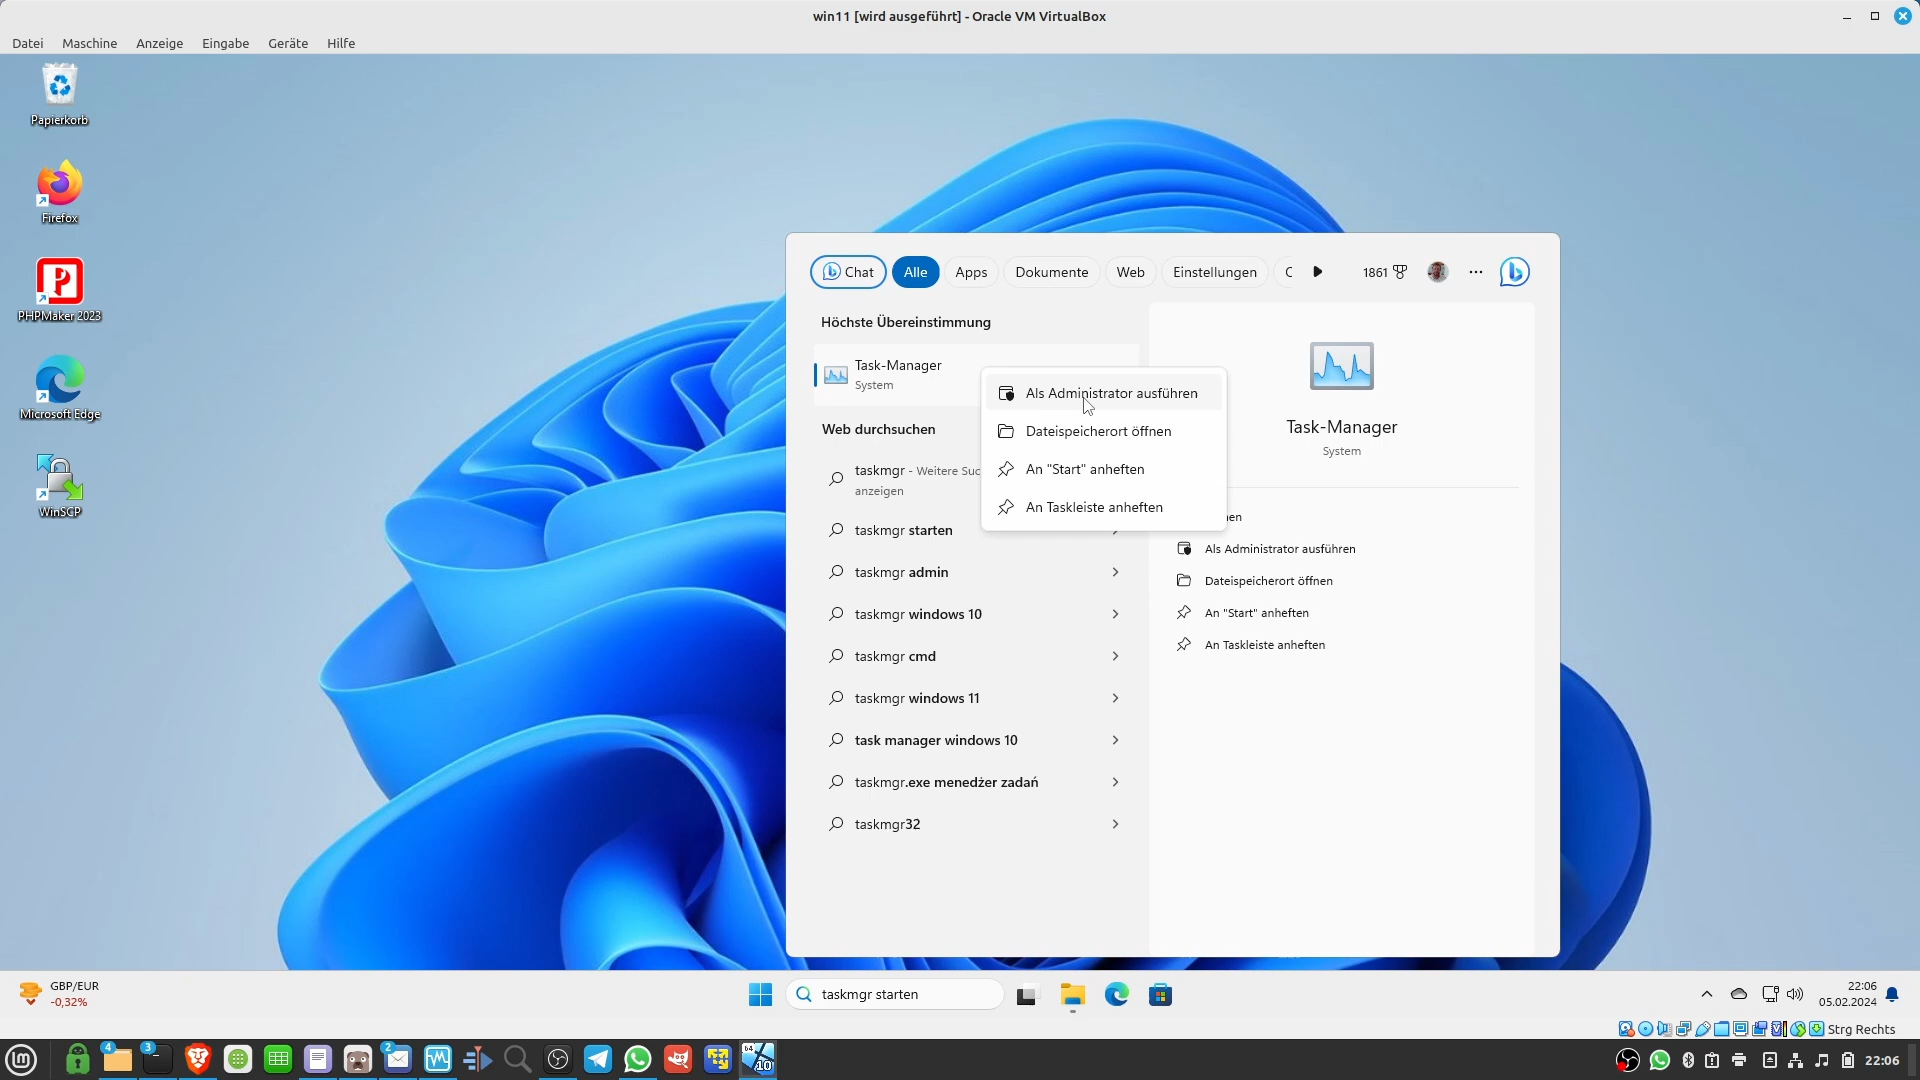 win11 [wird ausgeführt] - Oracle VM VirtualBox
Datei Maschine Anzeige Eingabe Geräte Hilfe
Papierkorb
Firefox
PHPMaker 2023
Microsoft Edge
WinSCP
Chat Alle Apps Dokumente Web Einstellungen 1861
Höchste Übereinstimmung
Task-Manager
System
Web durchsuchen
taskmgr - Weitere Suc
anzeigen
taskmgr starten
taskmgr admin
taskmgr windows 10
taskmgr cmd
taskmgr windows 11
task manager windows 10
taskmgr.exe menedżer zadań
taskmgr32
Als Administrator ausführen
Dateispeicherort öffnen
An "Start" anheften
An Taskleiste anheften
Task-Manager
System
Als Administrator ausführen
Dateispeicherort öffnen
An "Start" anheften
An Taskleiste anheften
GBP/EUR
-0,32%
taskmgr starten
22:06
05.02.2024
Strg Rechts
4
3
2
64
10
22:06